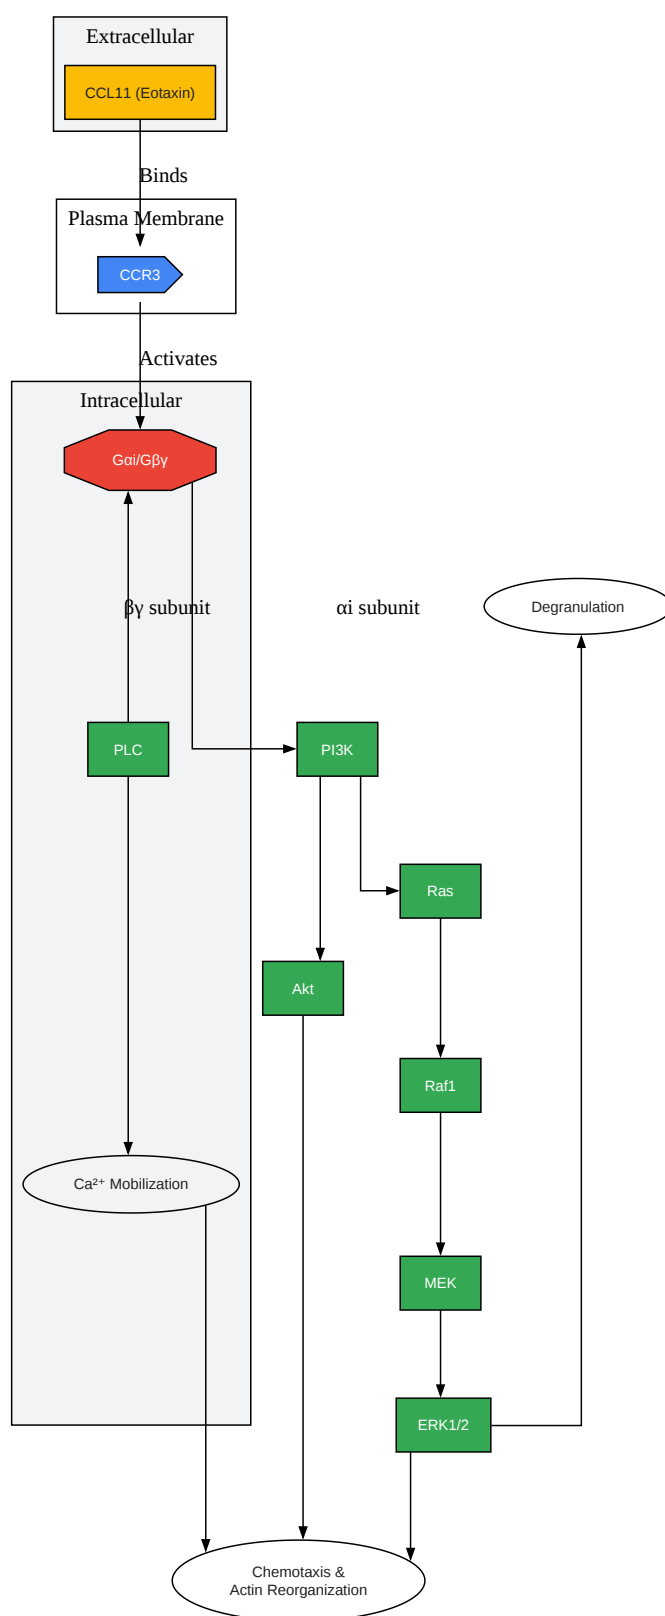 Extracellular
CCL11 (Eotaxin)
Binds
Plasma Membrane
CCR3
Activates
Intracellular
Gαi/Gβγ
βγ subunit
αi subunit
Degranulation
PLC
PI3K
Ras
Akt
Raf1
Ca²⁺ Mobilization
MEK
ERK1/2
Chemotaxis &
Actin Reorganization